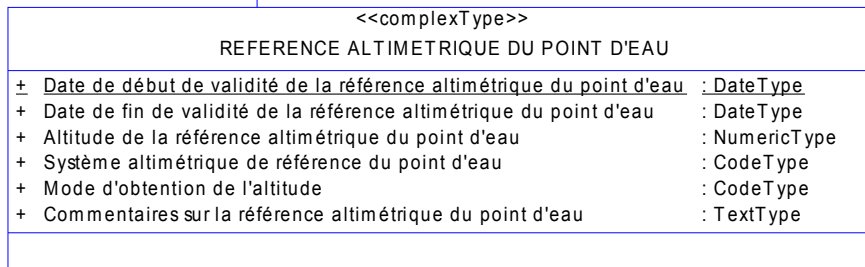 <<complexType>>
REFERENCE ALTIMETRIQUE DU POINT D'EAU
+ Date de début de validité de la référence altimétrique du point d'eau : DateType
+ Date de fin de validité de la référence altimétrique du point d'eau : DateType
+ Altitude de la référence altimétrique du point d'eau : NumericType
+ Système altimétrique de référence du point d'eau : CodeType
+ Mode d'obtention de l'altitude : CodeType
+ Commentaires sur la référence altimétrique du point d'eau : TextType